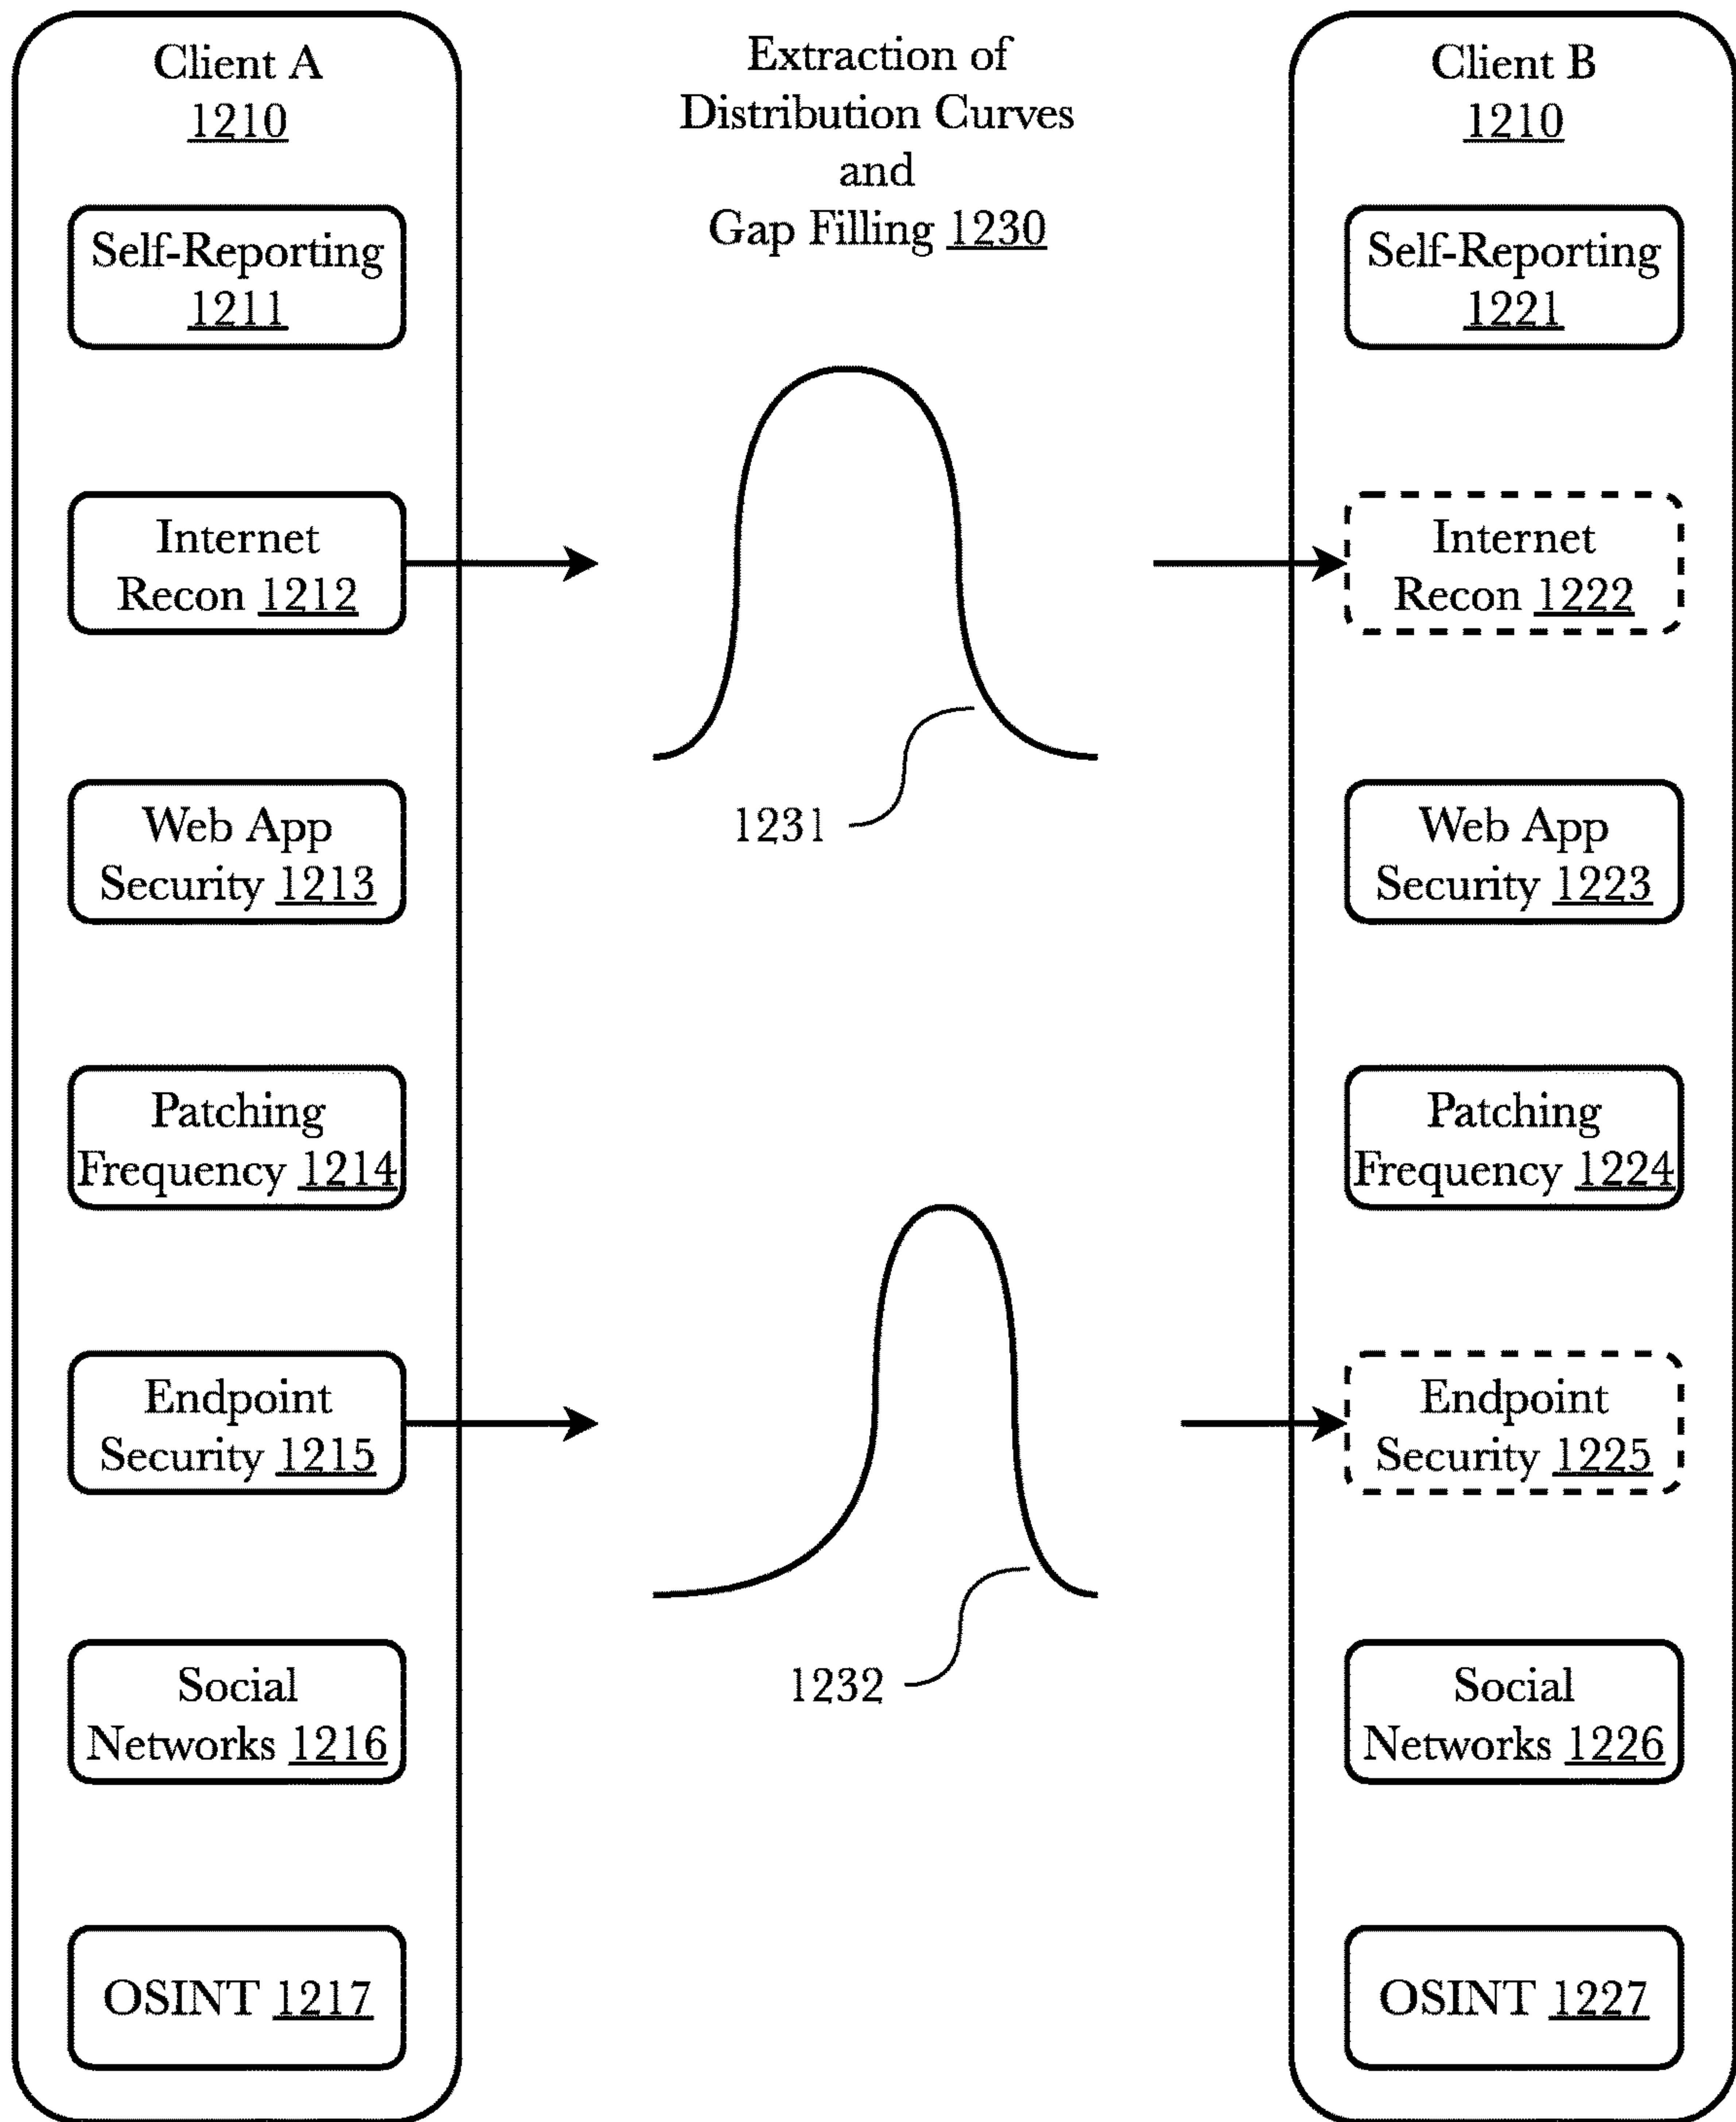 Client A
1210
Self-Reporting
1211
Internet
Recon 1212
Web App
Security 1213
Patching
Frequency 1214
Endpoint
Security 1215
Social
Networks 1216
OSINT 1217
Extraction of
Distribution Curves
and
Gap Filling 1230
1231
1232
Client B
1210
Self-Reporting
1221
Internet
Recon 1222
Web App
Security 1223
Patching
Frequency 1224
Endpoint
Security 1225
Social
Networks 1226
OSINT 1227